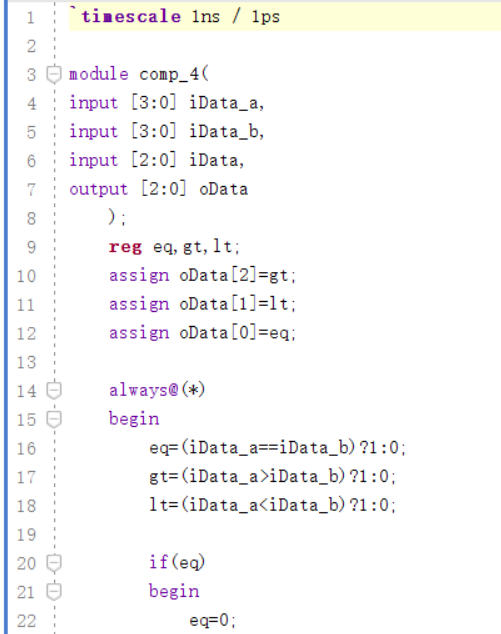 1 `timescale 1ns / 1ps
2
3 module comp_4(
4 input [3:0] iData_a,
5 input [3:0] iData_b,
6 input [2:0] iData,
7 output [2:0] oData
8 );
9 reg eq,gt,lt;
10 assign oData[2]=gt;
11 assign oData[1]=lt;
12 assign oData[0]=eq;
13
14 always@(*)
15 begin
16 eq=(iData_a==iData_b)?1:0;
17 gt=(iData_a>iData_b)?1:0;
18 lt=(iData_a<iData_b)?1:0;
19
20 if(eq)
21 begin
22 eq=0;